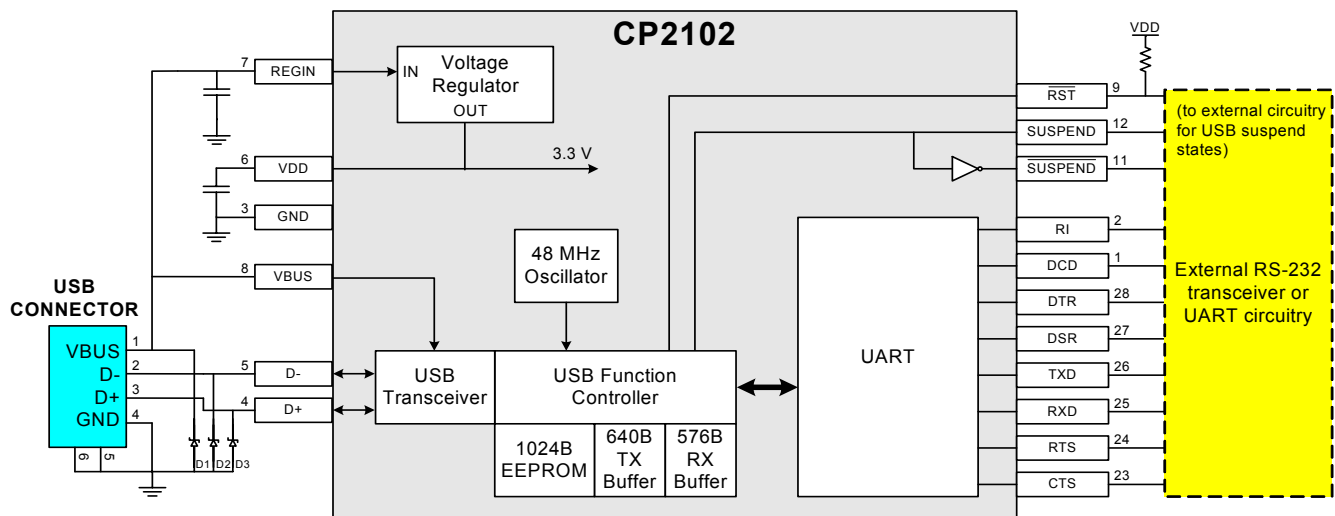 CP2102
VDD
7
REGIN
IN
Voltage
Regulator
OUT
RST
9
(to external circuitry
for USB suspend
states)
SUSPEND
12
SUSPEND
11
6
VDD
3.3 V
3
GND
48 MHz
Oscillator
8
VBUS
USB
CONNECTOR
1
VBUS
2
D-
3
D+
4
GND
6
5
D1
D2
D3
5
D-
4
D+
USB
Transceiver
USB Function
Controller
1024B
EEPROM
640B
TX
Buffer
576B
RX
Buffer
UART
RI
2
DCD
1
DTR
28
DSR
27
TXD
26
RXD
25
RTS
24
CTS
23
External RS-232
transceiver or
UART circuitry